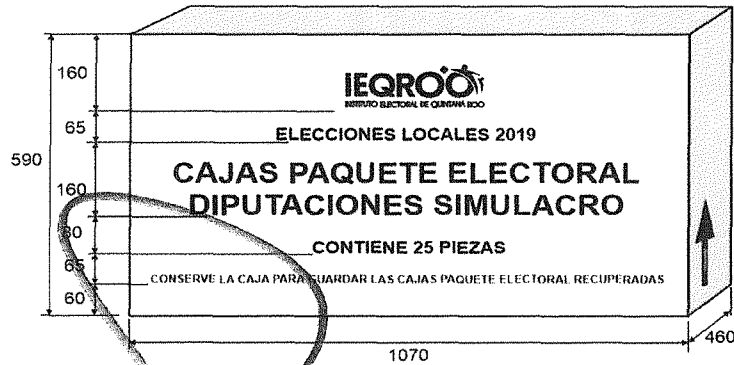 160
IEQROO
INSTITUTO ELECTORAL DE QUINTANA ROO
65
ELECCIONES LOCALES 2019
590
160
CAJAS PAQUETE ELECTORAL
DIPUTACIONES SIMULACRO
80
CONTIENE 25 PIEZAS
65
CONSERVE LA CAJA PARA GUARDAR LAS CAJAS PAQUETE ELECTORAL RECUPERADAS
60
1070
460